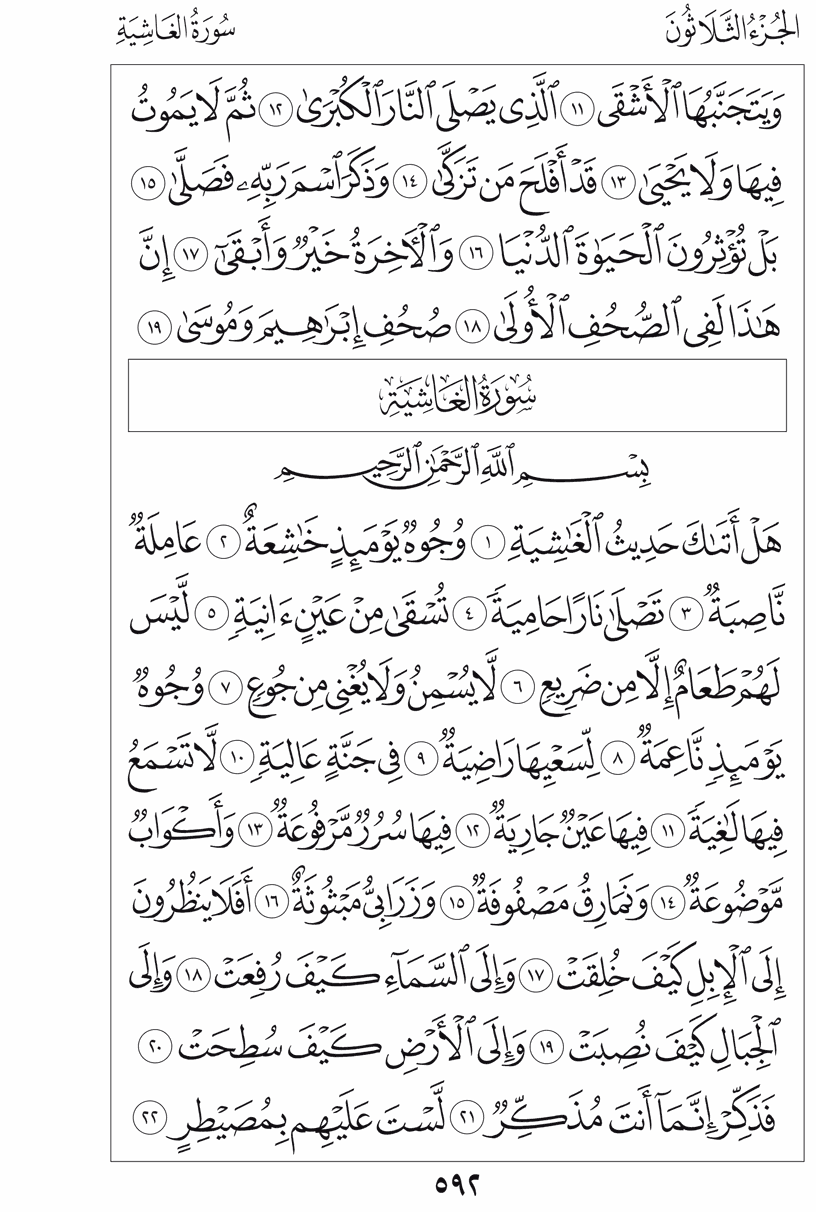 الجُزْءُ الثَّلَاثُونَ
سُورَةُ الغَاشِيَةِ
وَيَتَجَنَّبُهَا ٱلْأَشْقَى ١١ ٱلَّذِى يَصْلَى ٱلنَّارَ ٱلْكُبْرَىٰ ١٢ ثُمَّ لَا يَمُوتُ
فِيهَا وَلَا يَحْيَىٰ ١٣ قَدْ أَفْلَحَ مَن تَزَكَّىٰ ١٤ وَذَكَرَ ٱسْمَ رَبِّهِۦ فَصَلَّىٰ ١٥
بَلْ تُؤْثِرُونَ ٱلْحَيَوٰةَ ٱلدُّنْيَا ١٦ وَٱلْـَٔاخِرَةُ خَيْرٌ وَأَبْقَىٰٓ ١٧ إِنَّ
هَـٰذَا لَفِى ٱلصُّحُفِ ٱلْأُولَىٰ ١٨ صُحُفِ إِبْرَٰهِيمَ وَمُوسَىٰ ١٩
سُورَةُ الغَاشِيَةِ
بِسْمِ ٱللَّهِ ٱلرَّحْمَـٰنِ ٱلرَّحِيمِ
هَلْ أَتَىٰكَ حَدِيثُ ٱلْغَـٰشِيَةِ ١ وُجُوهٌ يَوْمَئِذٍ خَـٰشِعَةٌ ٢ عَامِلَةٌ
نَّاصِبَةٌ ٣ تَصْلَىٰ نَارًا حَامِيَةً ٤ تُسْقَىٰ مِنْ عَيْنٍ ءَانِيَةٍ ٥ لَّيْسَ
لَهُمْ طَعَامٌ إِلَّا مِن ضَرِيعٍ ٦ لَّا يُسْمِنُ وَلَا يُغْنِى مِن جُوعٍ ٧ وُجُوهٌ
يَوْمَئِذٍ نَّاعِمَةٌ ٨ لِّسَعْيِهَا رَاضِيَةٌ ٩ فِى جَنَّةٍ عَالِيَةٍ ١٠ لَّا تَسْمَعُ
فِيهَا لَـٰغِيَةً ١١ فِيهَا عَيْنٌ جَارِيَةٌ ١٢ فِيهَا سُرُرٌ مَّرْفُوعَةٌ ١٣ وَأَكْوَابٌ
مَّوْضُوعَةٌ ١٤ وَنَمَارِقُ مَصْفُوفَةٌ ١٥ وَزَرَابِىُّ مَبْثُوثَةٌ ١٦ أَفَلَا يَنظُرُونَ
إِلَى ٱلْإِبِلِ كَيْفَ خُلِقَتْ ١٧ وَإِلَى ٱلسَّمَآءِ كَيْفَ رُفِعَتْ ١٨ وَإِلَى
ٱلْجِبَالِ كَيْفَ نُصِبَتْ ١٩ وَإِلَى ٱلْأَرْضِ كَيْفَ سُطِحَتْ ٢٠
فَذَكِّرْ إِنَّمَآ أَنتَ مُذَكِّرٌ ٢١ لَّسْتَ عَلَيْهِم بِمُصَيْطِرٍ ٢٢
٥٩٢